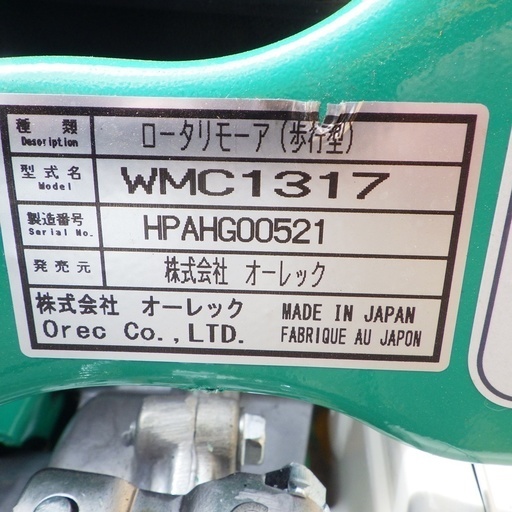 種類 ロータリモーア(歩行型)
Description
型式名 WMC1317
Model
製造番号 HPAHG00521
Serial No.
発売元 株式会社 オーレック
株式会社 オーレック MADE IN JAPAN
Orec Co.,LTD. FABRIQUE AU JAPON